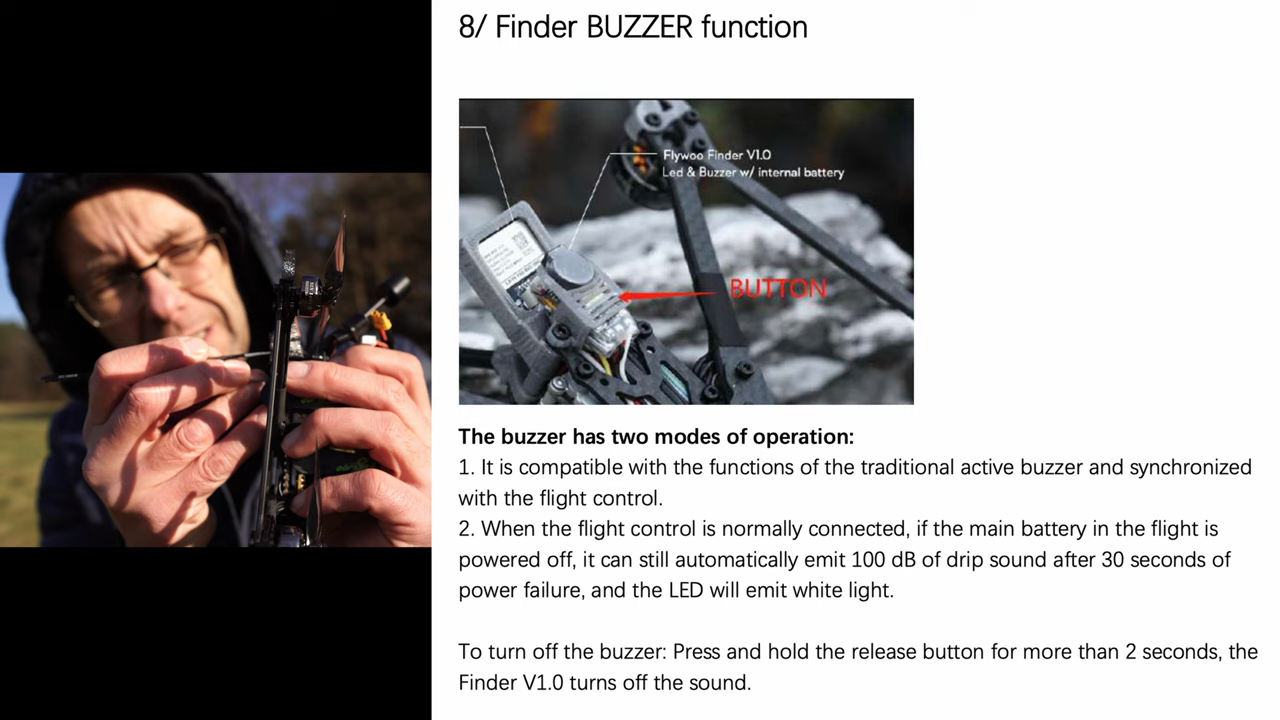 8/ Finder BUZZER function
Flywoo Finder V1.0
Led & Buzzer w/ internal battery
BUTTON
The buzzer has two modes of operation:
1. It is compatible with the functions of the traditional active buzzer and synchronized
with the flight control.
2. When the flight control is normally connected, if the main battery in the flight is
powered off, it can still automatically emit 100 dB of drip sound after 30 seconds of
power failure, and the LED will emit white light.
To turn off the buzzer: Press and hold the release button for more than 2 seconds, the
Finder V1.0 turns off the sound.